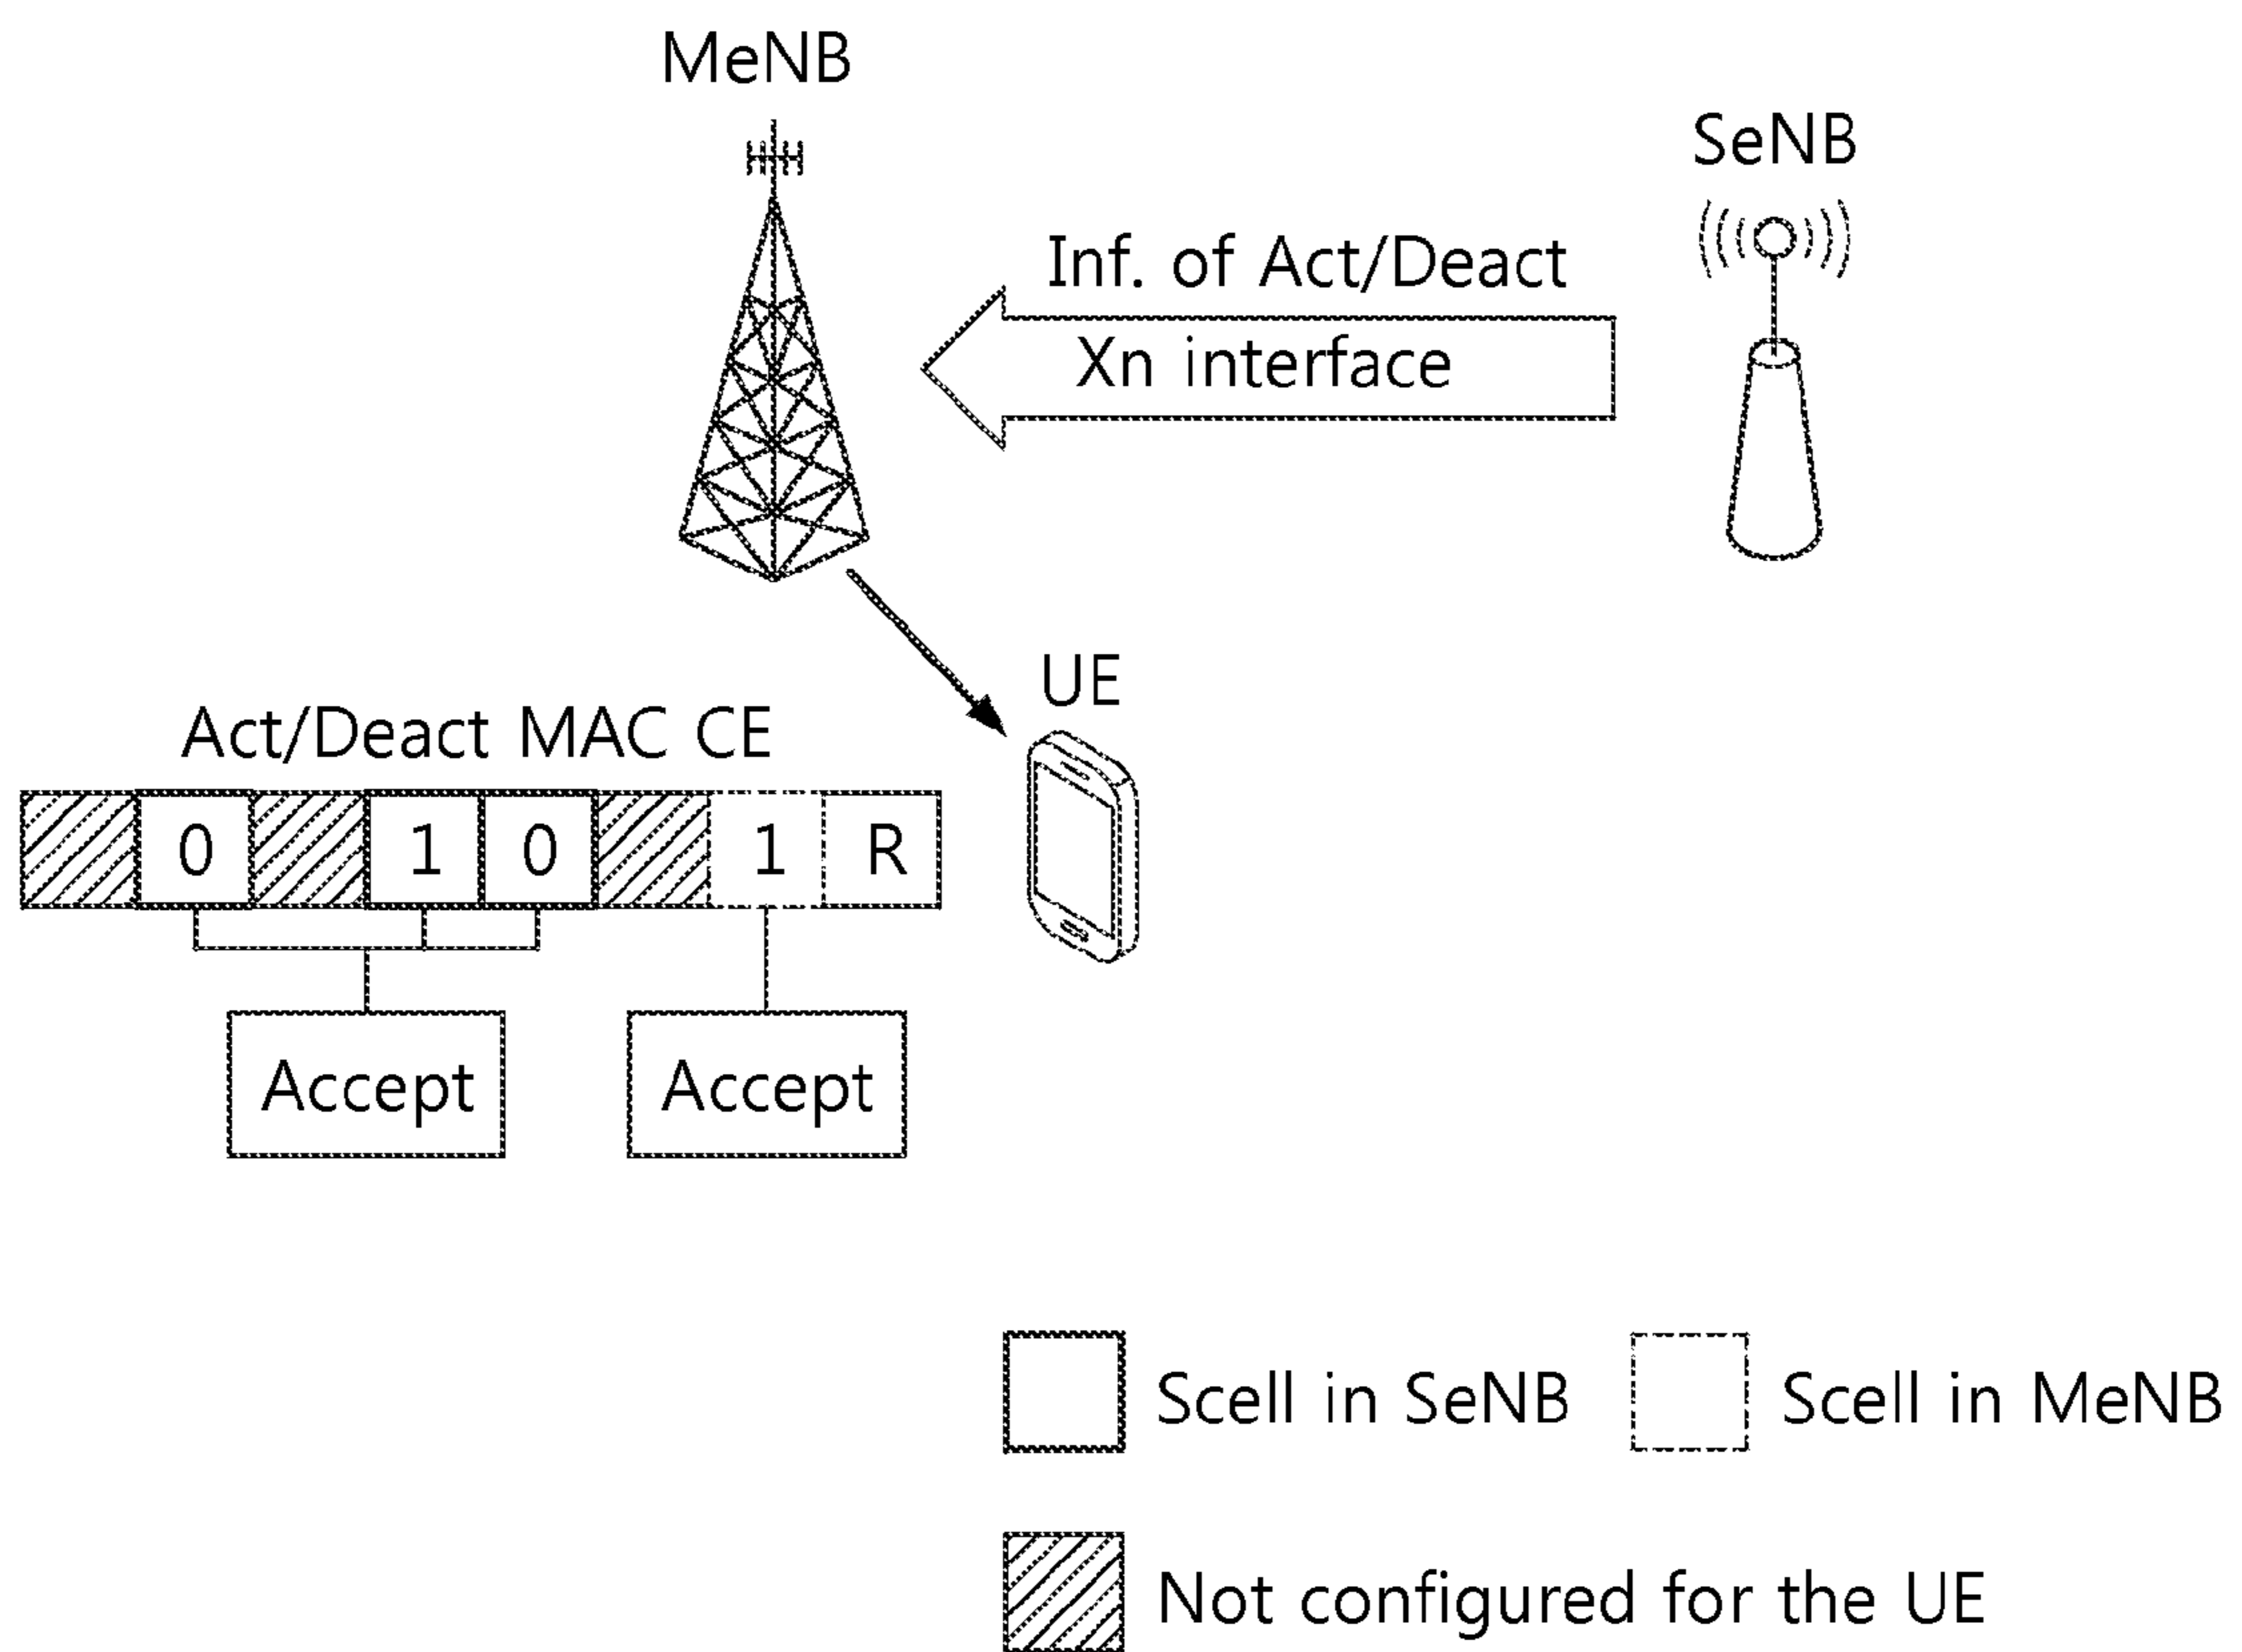 MeNB
SeNB
Inf. of Act/Deact
Xn interface
UE
Act/Deact MAC CE
0 1 0 1 R
Accept Accept
Scell in SeNB Scell in MeNB
Not configured for the UE